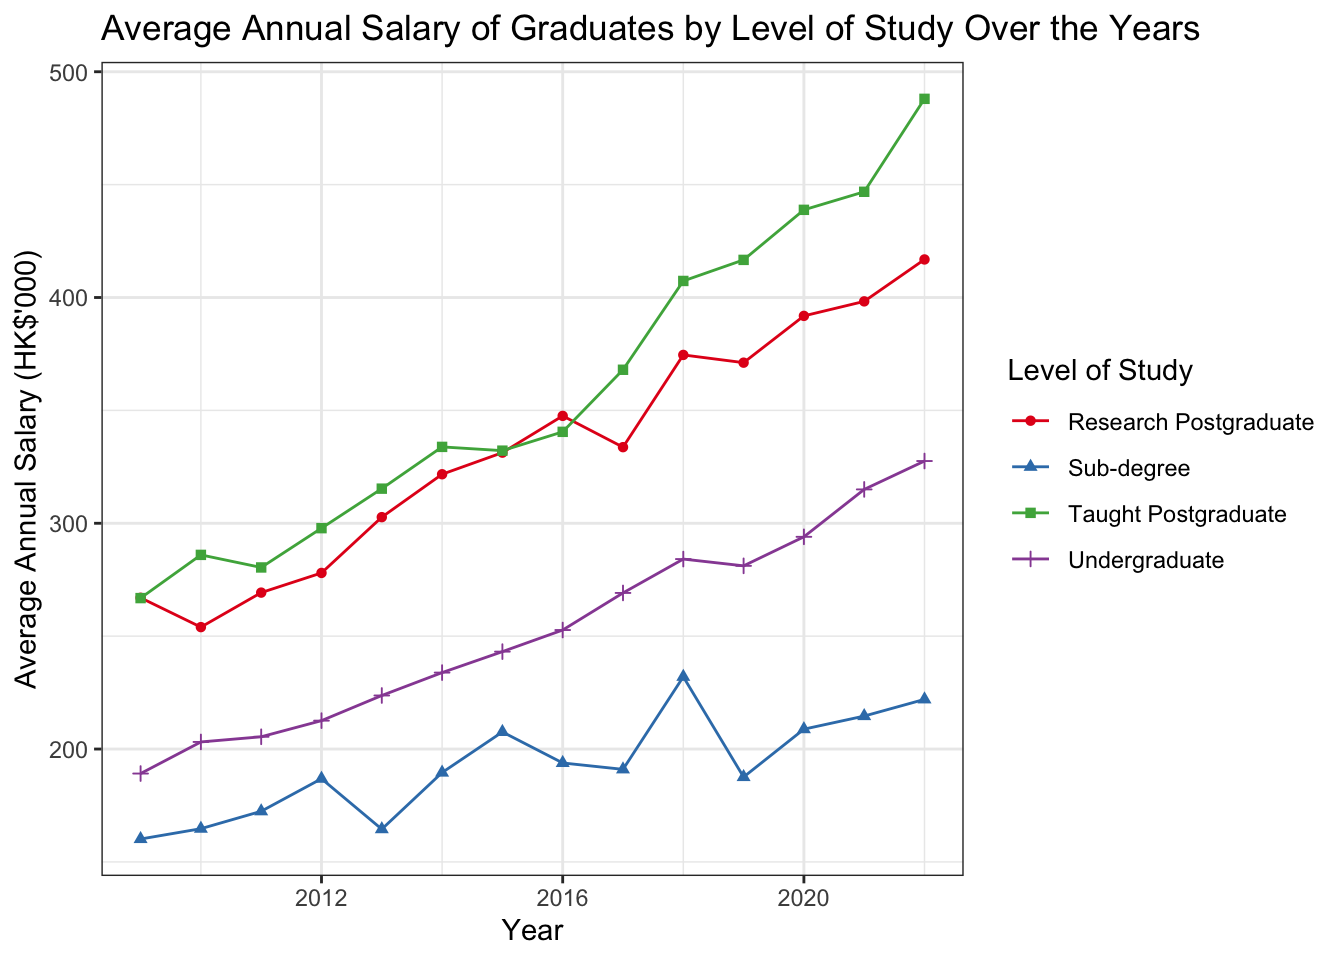 Average Annual Salary of Graduates by Level of Study Over the Years
500
400
300
200
Average Annual Salary (HK$'000)
2012
2016
2020
Year
Level of Study
Research Postgraduate
Sub-degree
Taught Postgraduate
Undergraduate